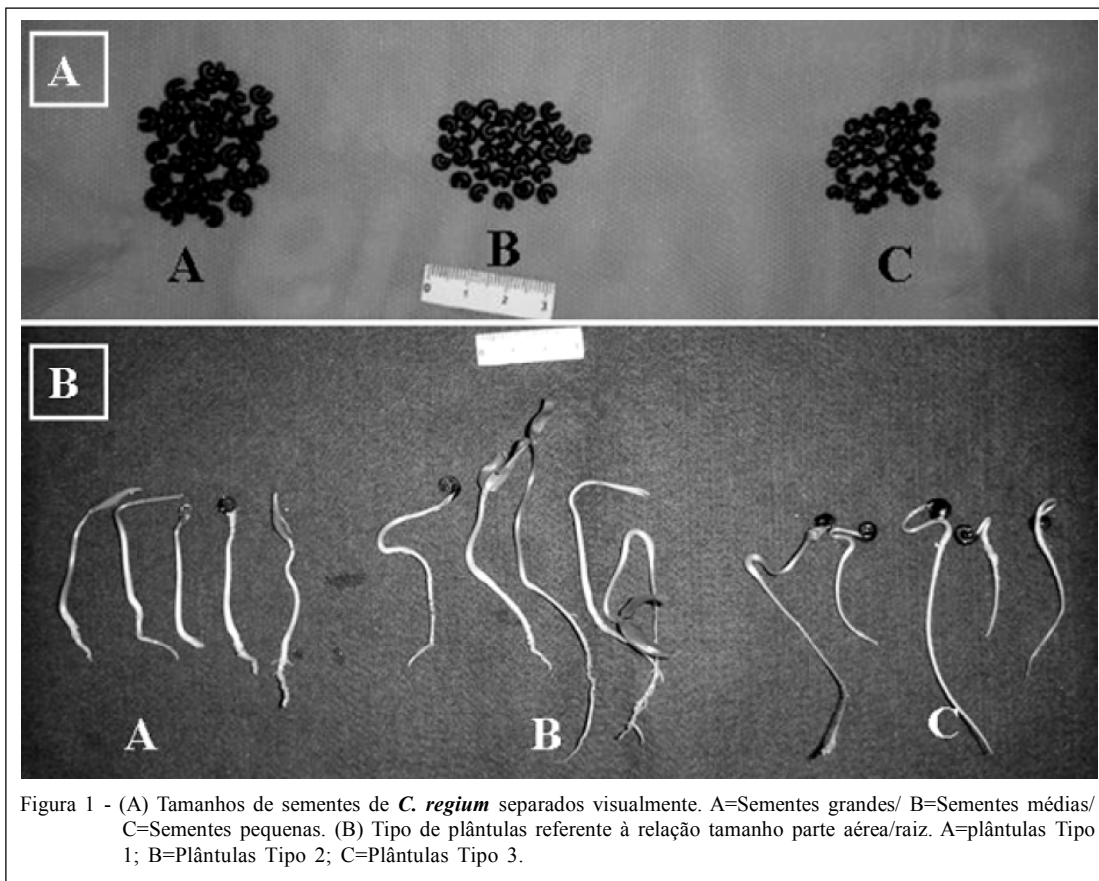 A
A
B
C
0 1 2 3
B
A
B
C
Figura 1 - (A) Tamanhos de sementes de C. regium separados visualmente. A=Sementes grandes/ B=Sementes médias/
C=Sementes pequenas. (B) Tipo de plântulas referente à relação tamanho parte aérea/raiz. A=plântulas Tipo
1; B=Plântulas Tipo 2; C=Plântulas Tipo 3.